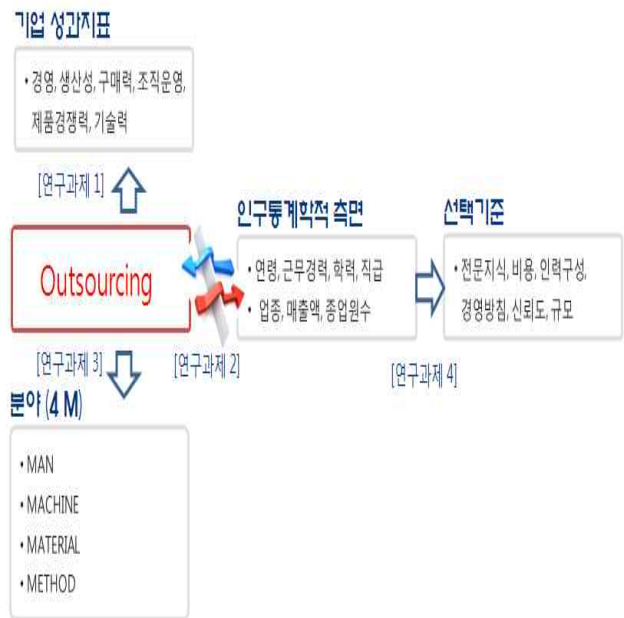 기업 성과지표
• 경영, 생산성, 구매력, 조직운영,
제품경쟁력, 기술력
[연구과제 1]
Outsourcing
인구통계학적 측면
• 연령, 근무경력, 학력, 직급
• 업종, 매출액, 종업원수
선택기준
• 전문지식, 비용, 인력구성,
경영방침, 신뢰도, 규모
[연구과제 3]
[연구과제 2]
[연구과제 4]
분야 (4 M)
• MAN
• MACHINE
• MATERIAL
• METHOD